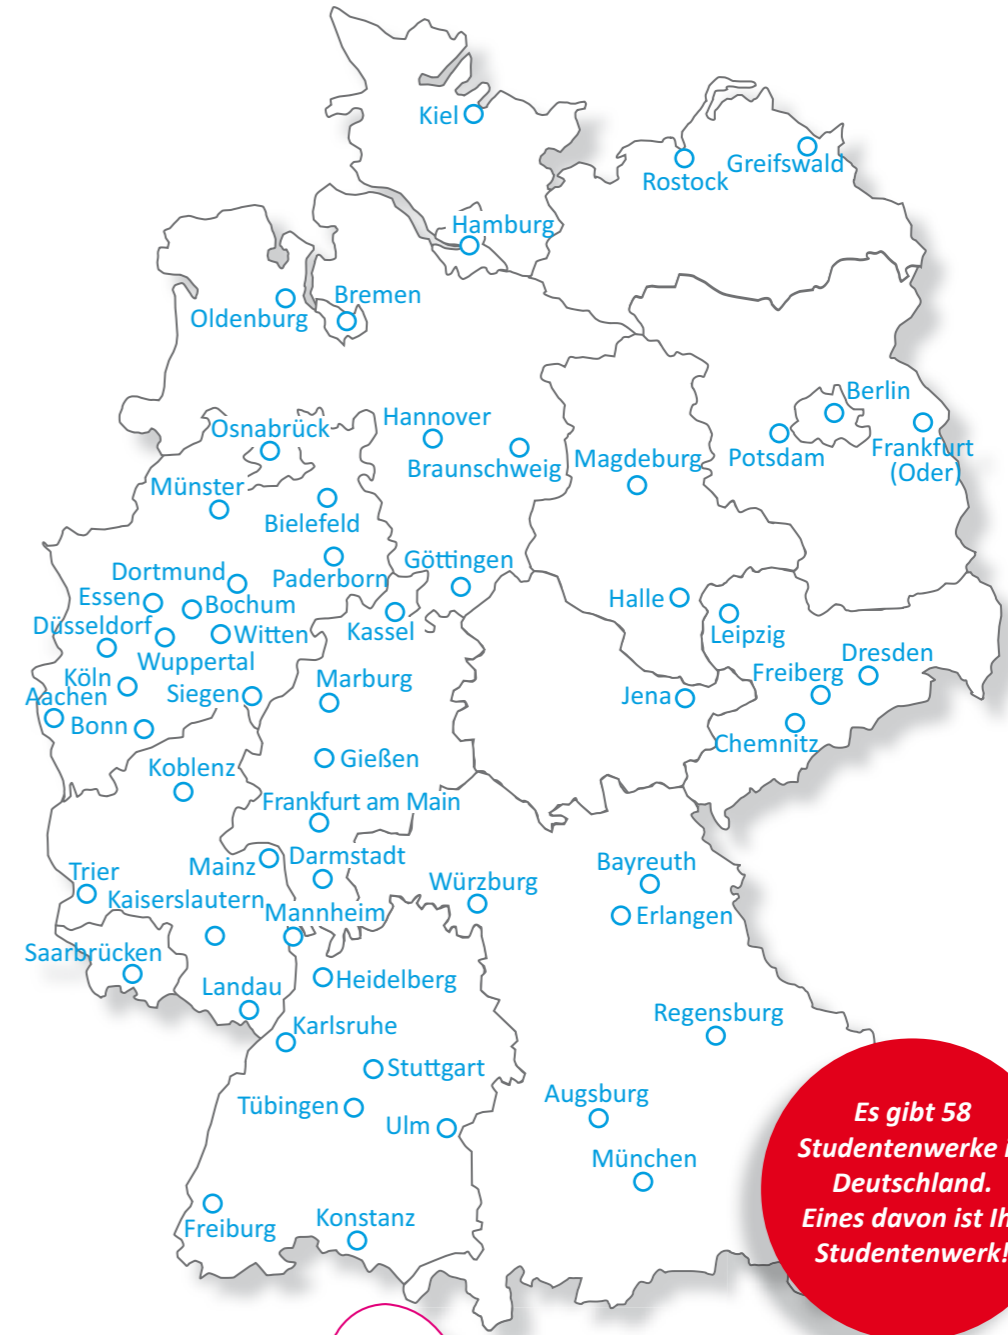 Kiel
Greifswald
Rostock
Hamburg
Bremen
Oldenburg
Berlin
Hannover
Osnabrück
Frankfurt
(Oder)
Potsdam
Magdeburg
Braunschweig
Münster
Bielefeld
Göttingen
Dortmund
Paderborn
Essen
Bochum
Halle
Düsseldorf
Witten
Kassel
Leipzig
Wuppertal
Dresden
Freiberg
Köln
Marburg
Aachen
Siegen
Jena
Bonn
Chemnitz
Gießen
Koblenz
Frankfurt am Main
Darmstadt
Mainz
Bayreuth
Trier
Würzburg
Kaiserslautern
Mannheim
Erlangen
Saarbrücken
Heidelberg
Landau
Regensburg
Karlsruhe
Stuttgart
Augsburg
Tübingen
Ulm
München
Konstanz
Freiburg
Es gibt 58
Studentenwerke
Deutschland.
Eines davon ist
Studentenwerk!